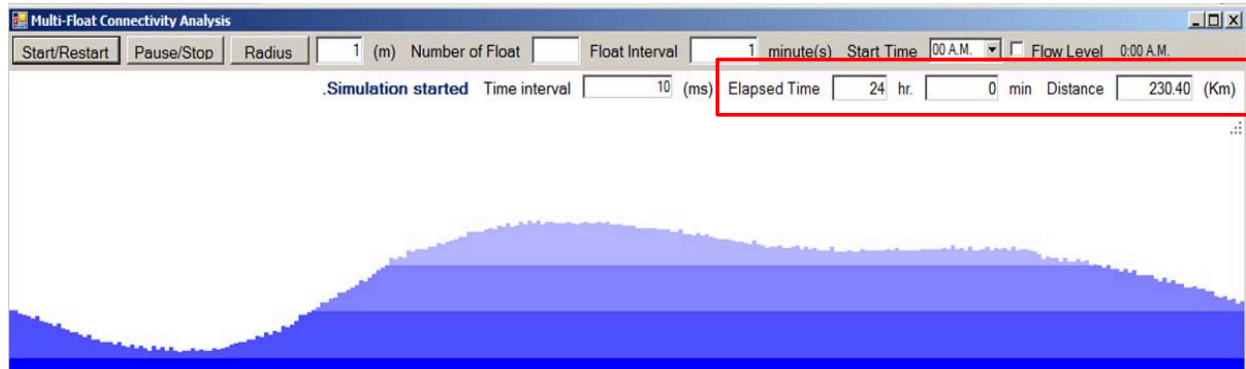 Multi-Float Connectivity Analysis
Start/Restart Pause/Stop Radius 1 (m) Number of Float Float Interval 1 minute(s) Start Time 00 A.M. Flow Level 0:00 A.M.
.Simulation started Time interval 10 (ms) Elapsed Time 24 hr. 0 min Distance 230.40 (Km)